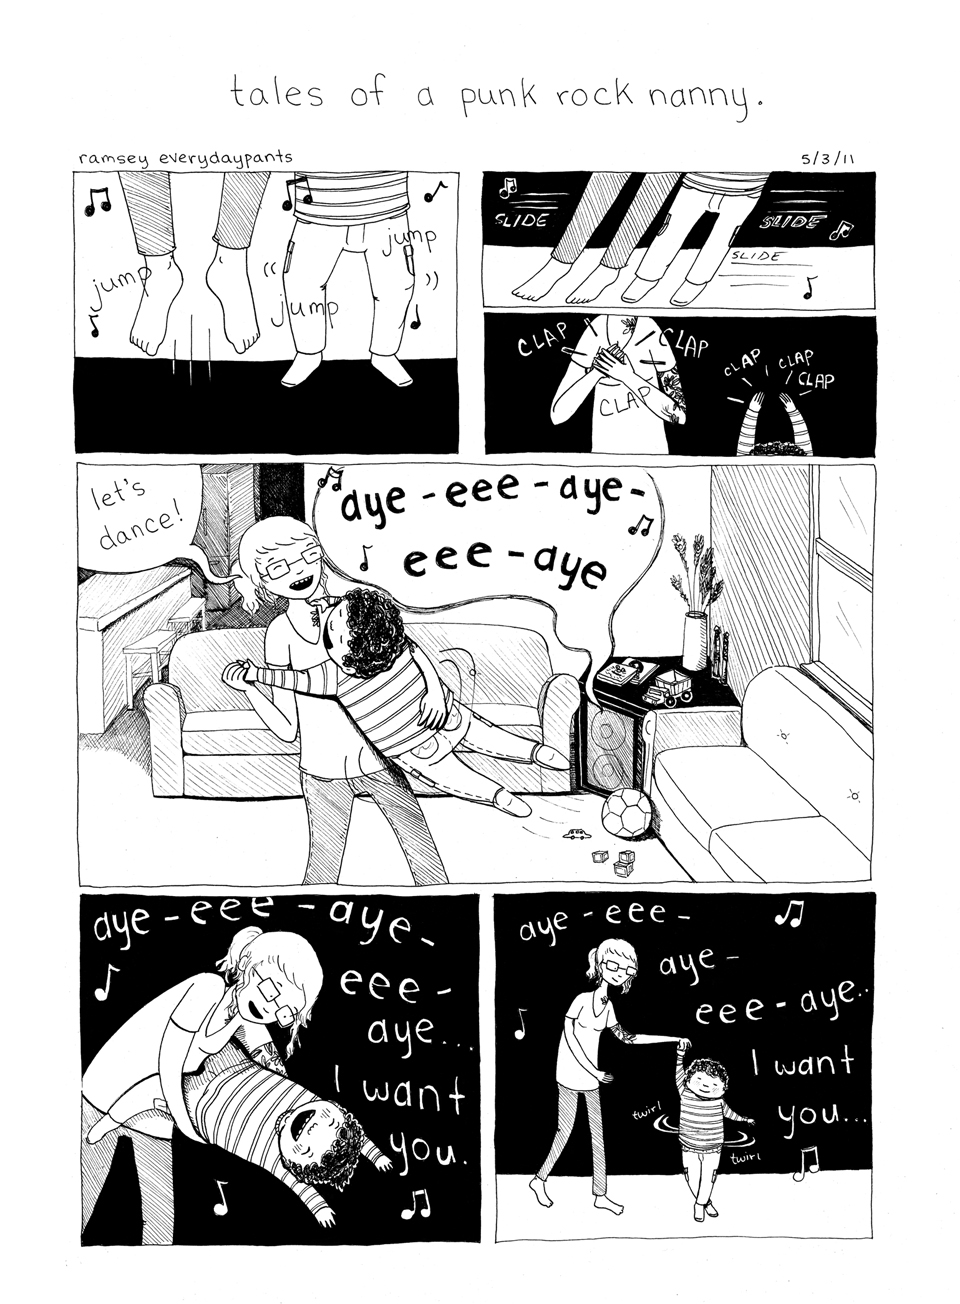 tales of a punk rock nanny.
ramsey everydaypants
5/3/11
jump
jump
jump
SLIDE
SLIDE
SLIDE
CLAP
CLAP
CLAP
CLAP
CLAP
CLAP
let's
dance!
aye-eee-aye-
eee-aye
aye-eee-aye-
eee-
aye...
I want
you.
aye-eee-
aye-
eee-aye..
I want
you...
twirl
twirl